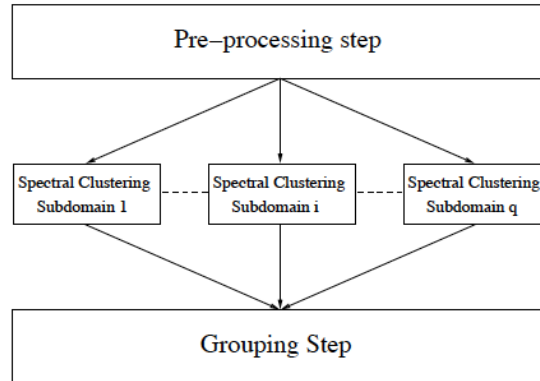 Pre–processing step
Spectral Clustering
Subdomain 1
Spectral Clustering
Subdomain i
Spectral Clustering
Subdomain q
Grouping Step